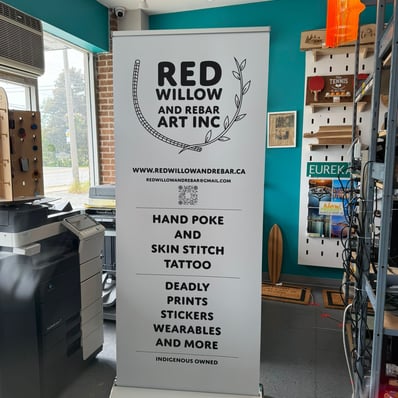 RED
WILLOW
AND REBAR
ART INC
WWW.REDWILLOWANDREBAR.CA
REDWILLOWANDREBAR@GMAIL.COM
HAND POKE
AND
SKIN STITCH
TATTOO
DEADLY
PRINTS
STICKERS
WEARABLES
AND MORE
INDIGENOUS OWNED
TENNIS
EUREKA